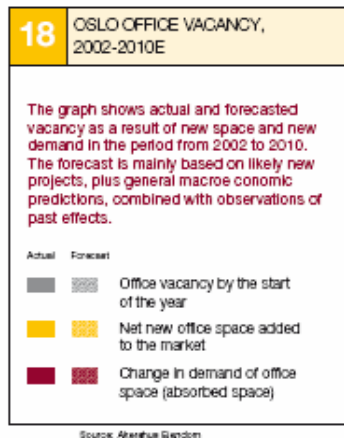 18
OSLO OFFICE VACANCY,
2002-2010E
The graph shows actual and forecasted
vacancy as a result of new space and new
demand in the period from 2002 to 2010.
The forecast is mainly based on likely new
projects, plus general macroe conomic
predictions, combined with observations of
past effects.
Actual Forecast
Office vacancy by the start
of the year
Net new office space added
to the market
Change in demand of office
space (absorbed space)
Source: Akershus Eiendom